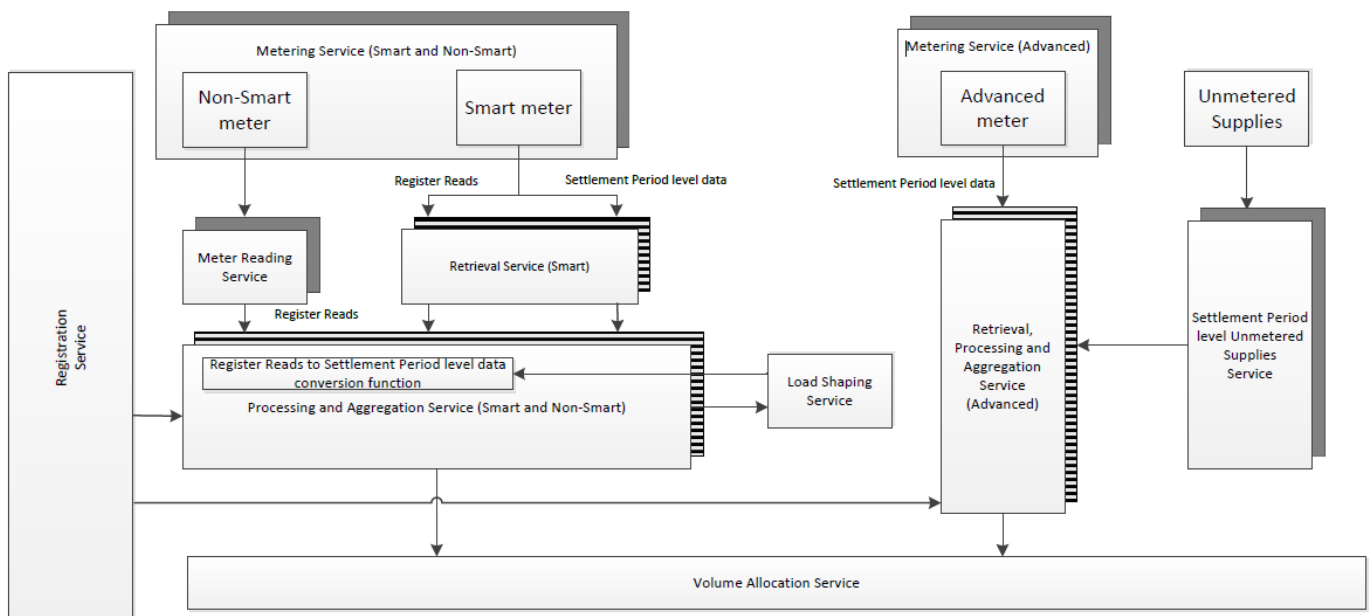 Metering Service (Smart and Non-Smart)
Metering Service (Advanced)
Non-Smart
meter
Smart meter
Advanced
meter
Unmetered
Supplies
Register Reads
Settlement Period level data
Settlement Period level data
Meter Reading
Service
Retrieval Service (Smart)
Register Reads
Registration
Service
Register Reads to Settlement Period level data
conversion function
Processing and Aggregation Service (Smart and Non-Smart)
Load Shaping
Service
Retrieval,
Processing and
Aggregation
Service
(Advanced)
Settlement Period
level Unmetered
Supplies
Service
Volume Allocation Service